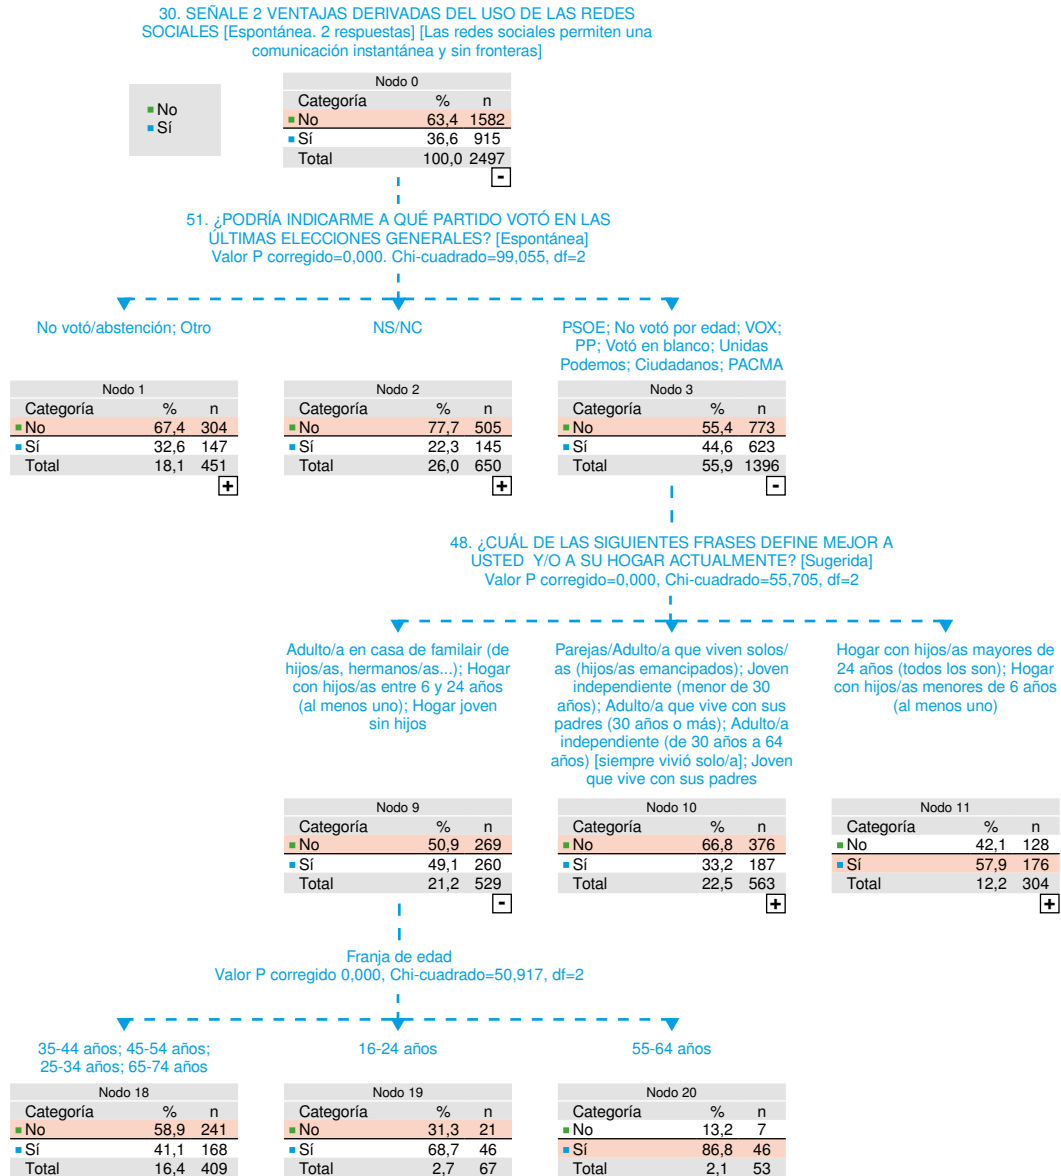 30. SEÑALE 2 VENTAJAS DERIVADAS DEL USO DE LAS REDES
SOCIALES [Espontánea. 2 respuestas] [Las redes sociales permiten una
comunicación instantánea y sin fronteras]
No
Sí
Nodo 0
Categoría % n
No 63,4 1582
Sí 36,6 915
Total 100,0 2497
-
51. ¿PODRÍA INDICARME A QUÉ PARTIDO VOTÓ EN LAS
ÚLTIMAS ELECCIONES GENERALES? [Espontánea]
Valor P corregido=0,000. Chi-cuadrado=99,055, df=2
No votó/abstención; Otro
Nodo 1
Categoría % n
No 67,4 304
Sí 32,6 147
Total 18,1 451
+
NS/NC
Nodo 2
Categoría % n
No 77,7 505
Sí 22,3 145
Total 26,0 650
+
PSOE; No votó por edad; VOX;
PP; Votó en blanco; Unidas
Podemos; Ciudadanos; PACMA
Nodo 3
Categoría % n
No 55,4 773
Sí 44,6 623
Total 55,9 1396
-
48. ¿CUÁL DE LAS SIGUIENTES FRASES DEFINE MEJOR A
USTED Y/O A SU HOGAR ACTUALMENTE? [Sugerida]
Valor P corregido=0,000, Chi-cuadrado=55,705, df=2
Adulto/a en casa de familair (de
hijos/as, hermanos/as...); Hogar
con hijos/as entre 6 y 24 años
(al menos uno); Hogar joven
sin hijos
Nodo 9
Categoría % n
No 50,9 269
Sí 49,1 260
Total 21,2 529
-
Parejas/Adulto/a que viven solos/
as (hijos/as emancipados); Joven
independiente (menor de 30
años); Adulto/a que vive con sus
padres (30 años o más); Adulto/a
independiente (de 30 años a 64
años) [siempre vivió solo/a]; Joven
que vive con sus padres
Nodo 10
Categoría % n
No 66,8 376
Sí 33,2 187
Total 22,5 563
+
Hogar con hijos/as mayores de
24 años (todos los son); Hogar
con hijos/as menores de 6 años
(al menos uno)
Nodo 11
Categoría % n
No 42,1 128
Sí 57,9 176
Total 12,2 304
+
Franja de edad
Valor P corregido 0,000, Chi-cuadrado=50,917, df=2
35-44 años; 45-54 años;
25-34 años; 65-74 años
Nodo 18
Categoría % n
No 58,9 241
Sí 41,1 168
Total 16,4 409
16-24 años
Nodo 19
Categoría % n
No 31,3 21
Sí 68,7 46
Total 2,7 67
55-64 años
Nodo 20
Categoría % n
No 13,2 7
Sí 86,8 46
Total 2,1 53